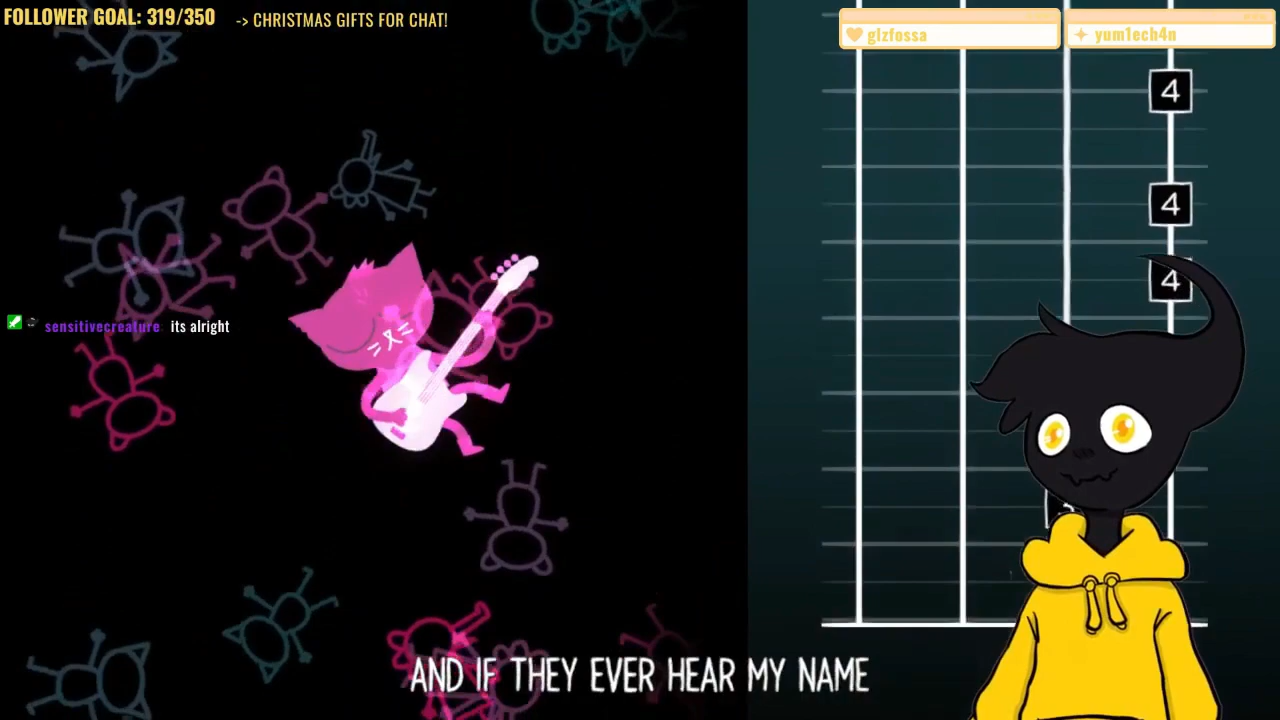 FOLLOWER GOAL: 319/350
-> CHRISTMAS GIFTS FOR CHAT!
glzfossa
yum1ech4n
4
4
4
sensitivecreature its alright
AND IF THEY EVER HEAR MY NAME